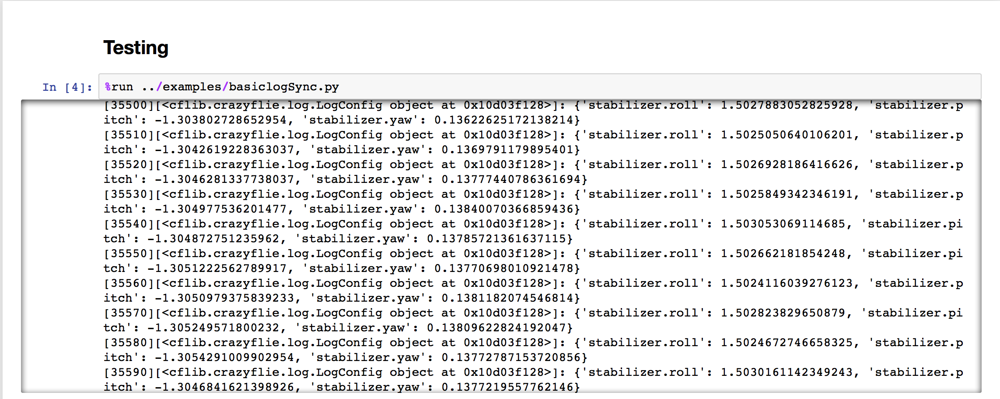 Testing
In [4]: %run ../examples/basiclogSync.py
[35500][<cflib.crazyflie.log.LogConfig object at 0x10d03f128>]: {'stabilizer.roll': 1.5027883052825928, 'stabilizer.p
itch': -1.303802728652954, 'stabilizer.yaw': 0.13622625172138214}
[35510][<cflib.crazyflie.log.LogConfig object at 0x10d03f128>]: {'stabilizer.roll': 1.5025050640106201, 'stabilizer.p
itch': -1.3042619228363037, 'stabilizer.yaw': 0.1369791179895401}
[35520][<cflib.crazyflie.log.LogConfig object at 0x10d03f128>]: {'stabilizer.roll': 1.5026928186416626, 'stabilizer.p
itch': -1.3046281337738037, 'stabilizer.yaw': 0.13777440786361694}
[35530][<cflib.crazyflie.log.LogConfig object at 0x10d03f128>]: {'stabilizer.roll': 1.5025849342346191, 'stabilizer.p
itch': -1.304977536201477, 'stabilizer.yaw': 0.13840070366859436}
[35540][<cflib.crazyflie.log.LogConfig object at 0x10d03f128>]: {'stabilizer.roll': 1.503053069114685, 'stabilizer.pi
tch': -1.304872751235962, 'stabilizer.yaw': 0.13785721361637115}
[35550][<cflib.crazyflie.log.LogConfig object at 0x10d03f128>]: {'stabilizer.roll': 1.502662181854248, 'stabilizer.pi
tch': -1.3051222562789917, 'stabilizer.yaw': 0.13770698010921478}
[35560][<cflib.crazyflie.log.LogConfig object at 0x10d03f128>]: {'stabilizer.roll': 1.5024116039276123, 'stabilizer.p
itch': -1.3050979375839233, 'stabilizer.yaw': 0.1381182074546814}
[35570][<cflib.crazyflie.log.LogConfig object at 0x10d03f128>]: {'stabilizer.roll': 1.502823829650879, 'stabilizer.pi
tch': -1.305249571800232, 'stabilizer.yaw': 0.13809622824192047}
[35580][<cflib.crazyflie.log.LogConfig object at 0x10d03f128>]: {'stabilizer.roll': 1.5024672746658325, 'stabilizer.p
itch': -1.3054291009902954, 'stabilizer.yaw': 0.13772787153720856}
[35590][<cflib.crazyflie.log.LogConfig object at 0x10d03f128>]: {'stabilizer.roll': 1.5030161142349243, 'stabilizer.p
itch': -1.3046841621398926, 'stabilizer.yaw': 0.1377219557762146}